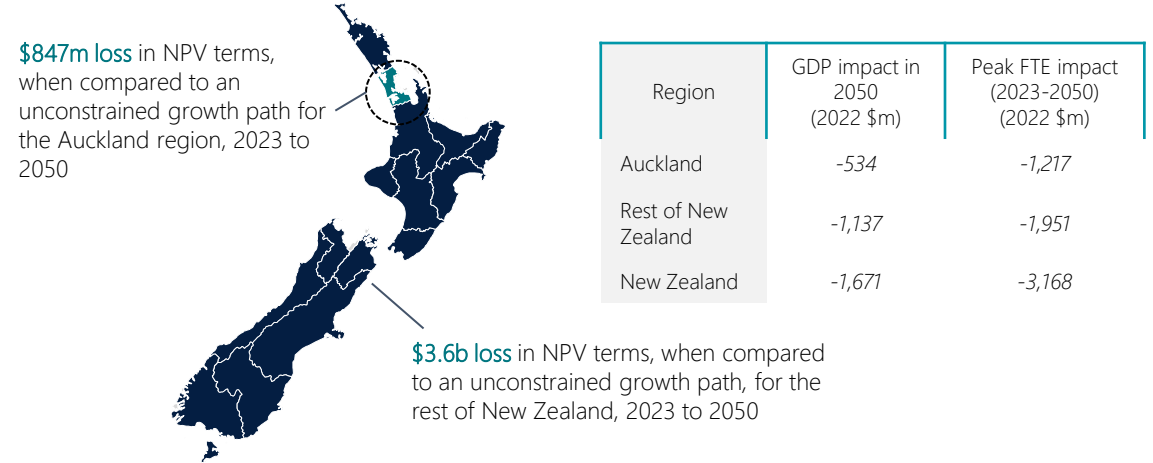 $847m loss in NPV terms,
when compared to an
unconstrained growth path for
the Auckland region, 2023 to
2050
Region
GDP impact in
2050
(2022 $m)
Peak FTE impact
(2023-2050)
(2022 $m)
Auckland
-534
-1,217
Rest of New
Zealand
-1,137
-1,951
New Zealand
-1,671
-3,168
$3.6b loss in NPV terms, when compared
to an unconstrained growth path, for the
rest of New Zealand, 2023 to 2050